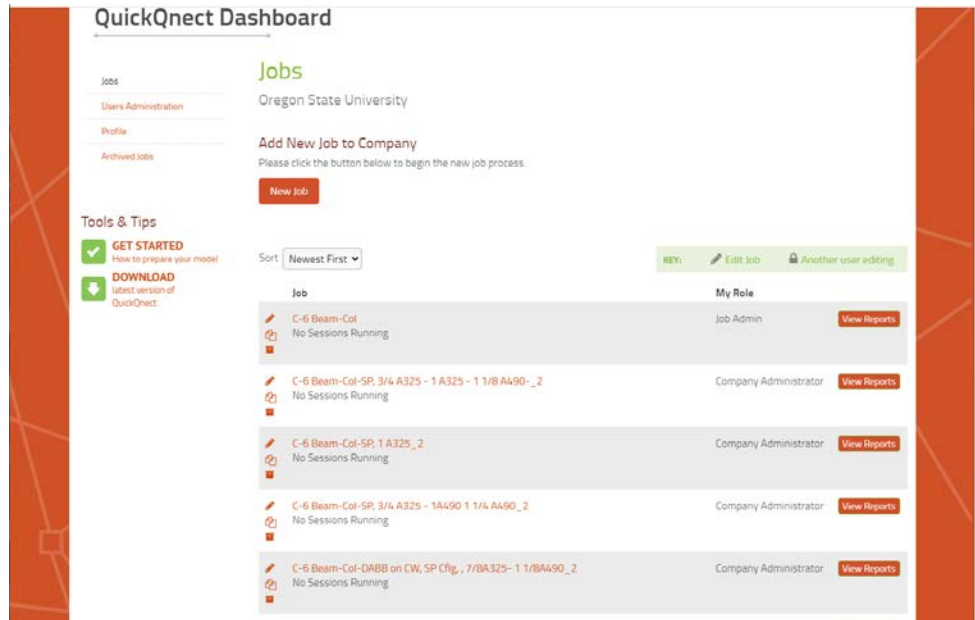 QuickQnect Dashboard
Jobs
Users Administration
Profile
Archived Jobs
Tools & Tips
GET STARTED
How to prepare your model
DOWNLOAD
latest version of
QuickQnect
Jobs
Oregon State University
Add New Job to Company
Please click the button below to begin the new job process.
New Job
Sort Newest First
KEY: Edit Job Another user editing
Job My Role
C-6 Beam-Col Job Admin View Reports
No Sessions Running
C-6 Beam-Col-SP, 3/4 A325 - 1 A325 - 1 1/8 A490-_2 Company Administrator View Reports
No Sessions Running
C-6 Beam-Col-SP, 1 A325_2 Company Administrator View Reports
No Sessions Running
C-6 Beam-Col-SP, 3/4 A325 - 1A490 1 1/4 A490_2 Company Administrator View Reports
No Sessions Running
C-6 Beam-Col-DABB on CW, SP Cflg, , 7/8A325- 1 1/8A490_2 Company Administrator View Reports
No Sessions Running